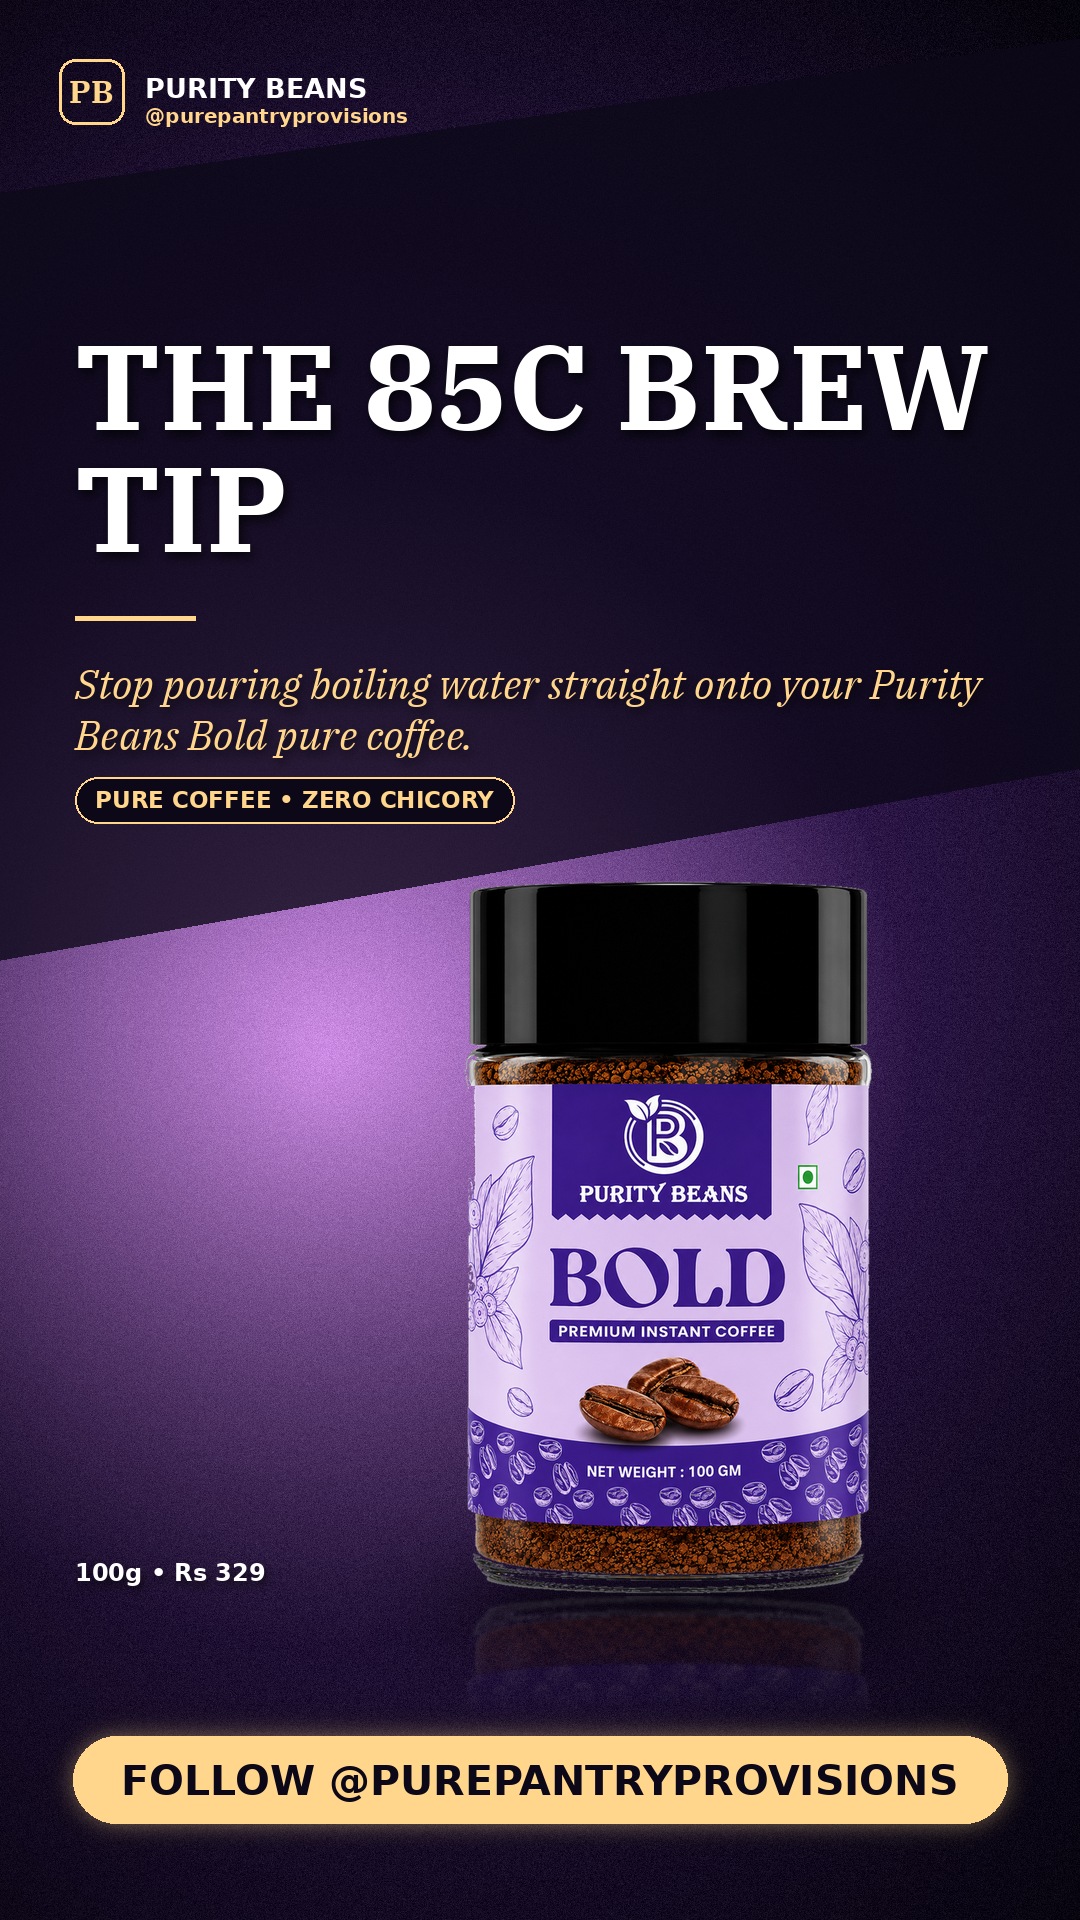 PB
PURITY BEANS
@purepantryprovisions
THE 85C BREW
TIP
Stop pouring boiling water straight onto your Purity
Beans Bold pure coffee.
PURE COFFEE • ZERO CHICORY
PURITY BEANS
BOLD
PREMIUM INSTANT COFFEE
NET WEIGHT : 100 GM
100g • Rs 329
FOLLOW @PUREPANTRYPROVISIONS